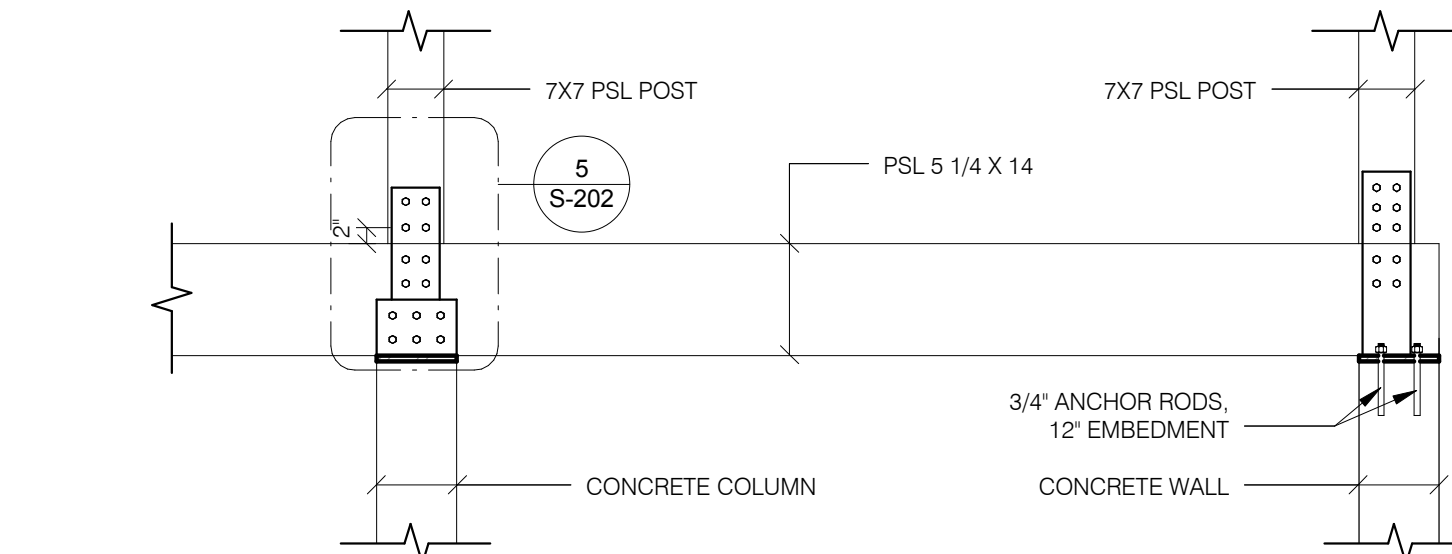 7X7 PSL POST
7X7 PSL POST
5
S-202
PSL 5 1/4 X 14
2"
3/4" ANCHOR RODS,
12" EMBEDMENT
CONCRETE COLUMN
CONCRETE WALL